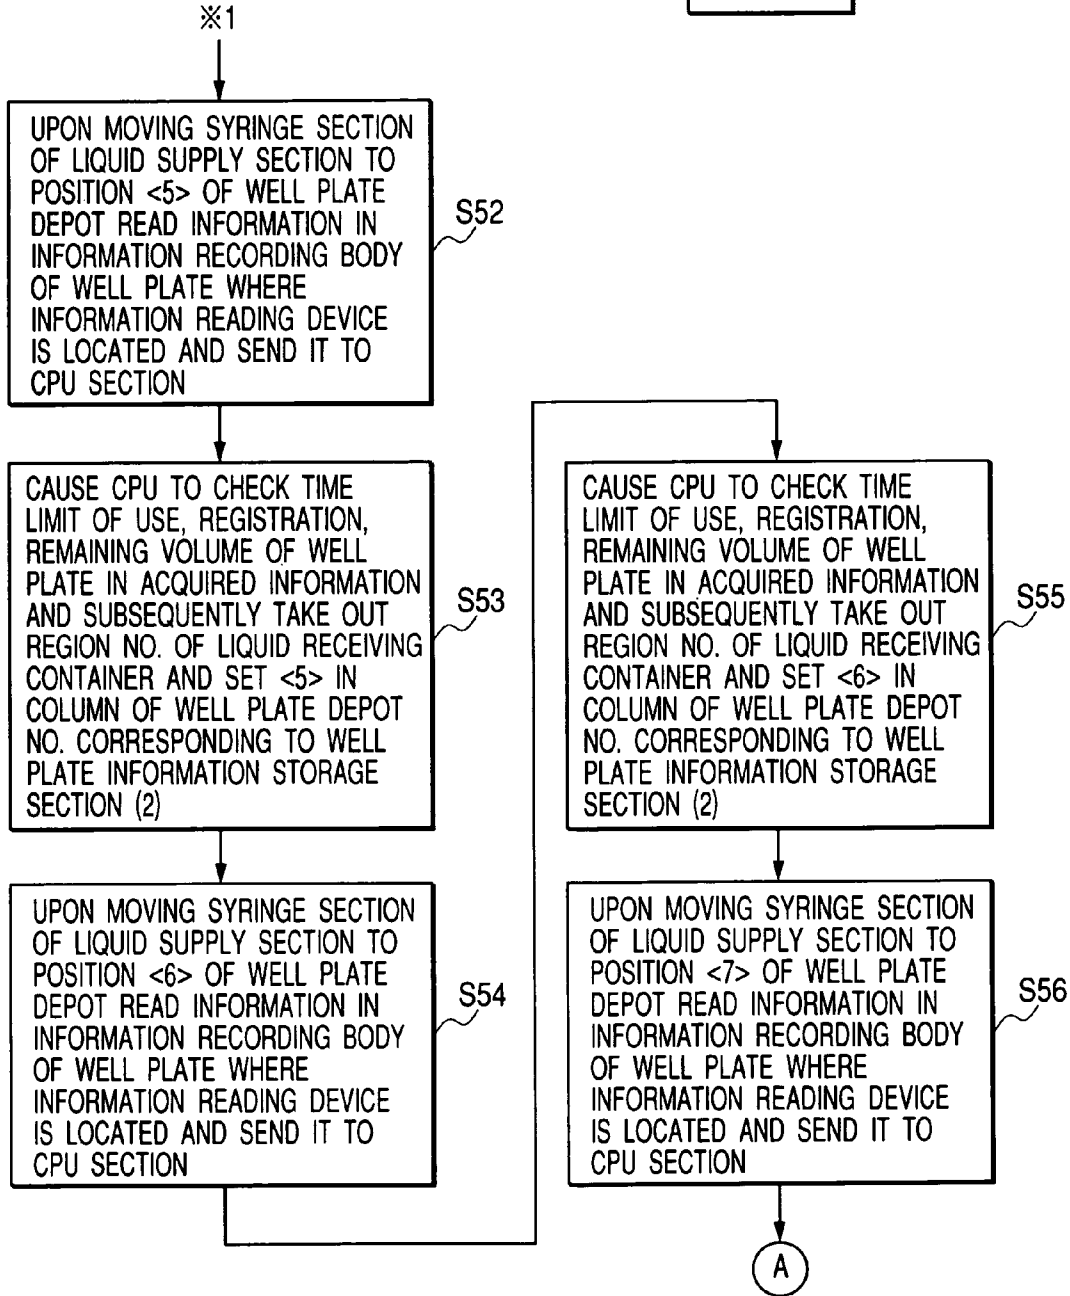 ※1
UPON MOVING SYRINGE SECTION
OF LIQUID SUPPLY SECTION TO
POSITION <5> OF WELL PLATE
DEPOT READ INFORMATION IN
INFORMATION RECORDING BODY
OF WELL PLATE WHERE
INFORMATION READING DEVICE
IS LOCATED AND SEND IT TO
CPU SECTION
S52
CAUSE CPU TO CHECK TIME
LIMIT OF USE, REGISTRATION,
REMAINING VOLUME OF WELL
PLATE IN ACQUIRED INFORMATION
AND SUBSEQUENTLY TAKE OUT
REGION NO. OF LIQUID RECEIVING
CONTAINER AND SET <5> IN
COLUMN OF WELL PLATE DEPOT
NO. CORRESPONDING TO WELL
PLATE INFORMATION STORAGE
SECTION (2)
S53
UPON MOVING SYRINGE SECTION
OF LIQUID SUPPLY SECTION TO
POSITION <6> OF WELL PLATE
DEPOT READ INFORMATION IN
INFORMATION RECORDING BODY
OF WELL PLATE WHERE
INFORMATION READING DEVICE
IS LOCATED AND SEND IT TO
CPU SECTION
S54
CAUSE CPU TO CHECK TIME
LIMIT OF USE, REGISTRATION,
REMAINING VOLUME OF WELL
PLATE IN ACQUIRED INFORMATION
AND SUBSEQUENTLY TAKE OUT
REGION NO. OF LIQUID RECEIVING
CONTAINER AND SET <6> IN
COLUMN OF WELL PLATE DEPOT
NO. CORRESPONDING TO WELL
PLATE INFORMATION STORAGE
SECTION (2)
S55
UPON MOVING SYRINGE SECTION
OF LIQUID SUPPLY SECTION TO
POSITION <7> OF WELL PLATE
DEPOT READ INFORMATION IN
INFORMATION RECORDING BODY
OF WELL PLATE WHERE
INFORMATION READING DEVICE
IS LOCATED AND SEND IT TO
CPU SECTION
S56
A